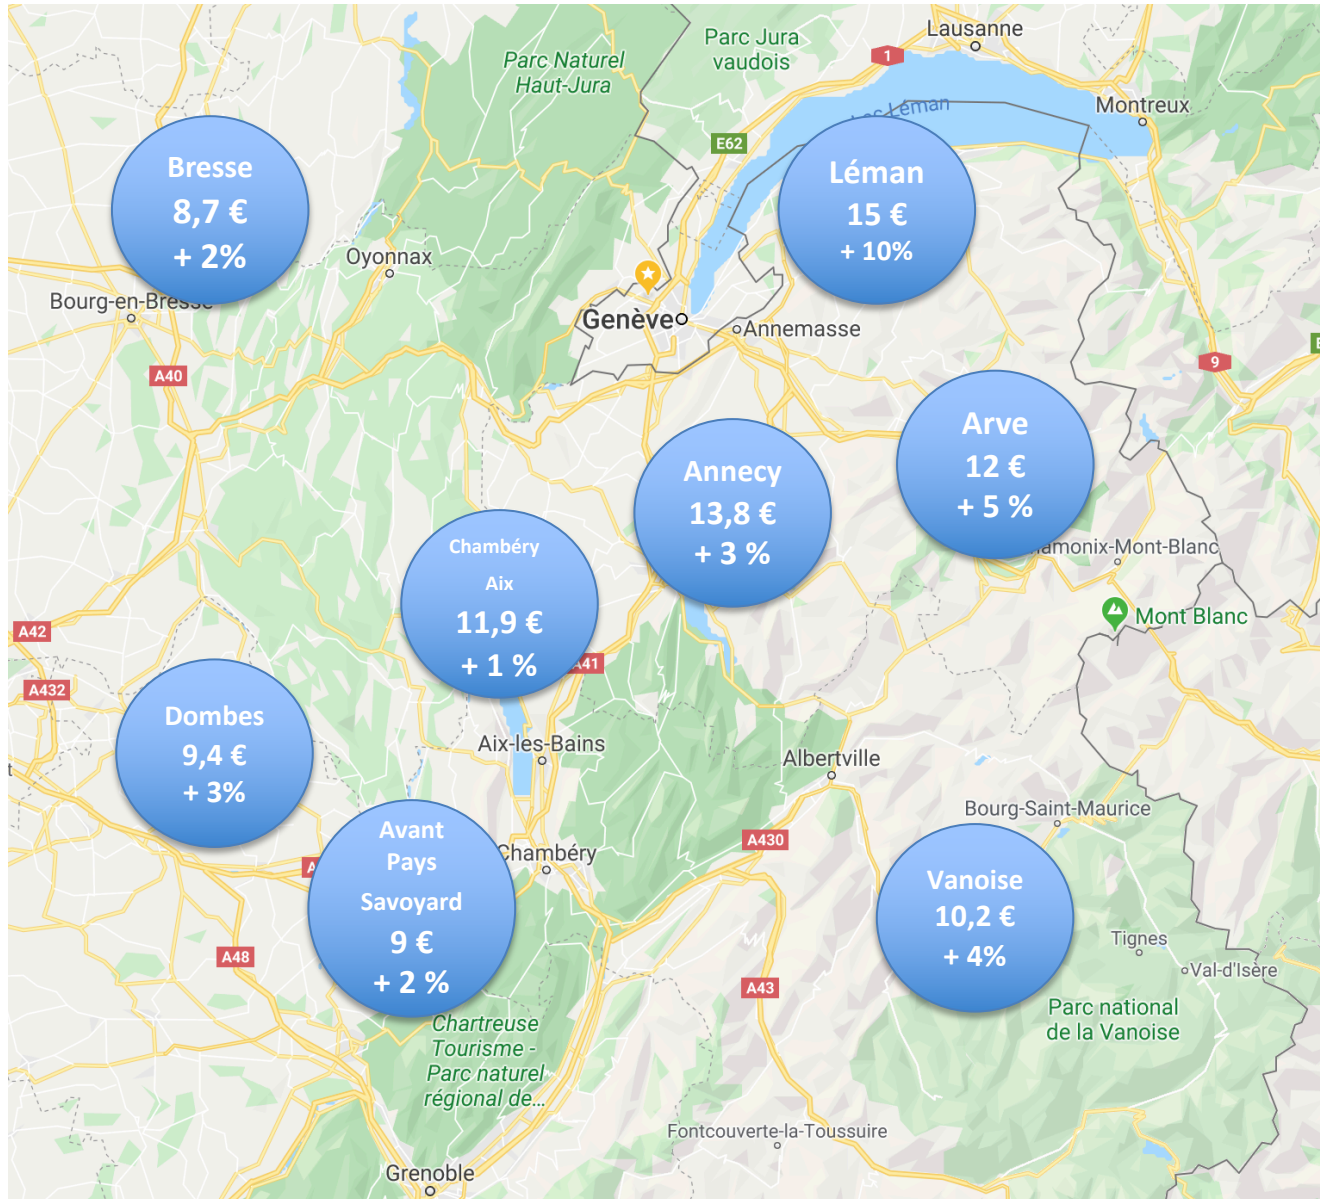 Lausanne
Parc Jura
vaudois
Parc Naturel
Haut-Jura
1
Montreux
E62
Bresse
8,7 €
+ 2%
Léman
15 €
+ 10%
Oyonnax
Bourg-en-Bresse
Genève
Annemasse
A40
9
Arve
12 €
+ 5 %
Annecy
13,8 €
+ 3 %
Chambéry
Aix
11,9 €
+ 1 %
Mont Blanc
A42
A41
A432
Dombes
9,4 €
+ 3%
Aix-les-Bains
Albertville
Bourg-Saint-Maurice
Avant
Pays
Savoyard
9 €
+ 2 %
Chambéry
A430
Vanoise
10,2 €
+ 4%
Tignes
Val-d'Isère
A48
A43
Parc national
de la Vanoise
Chartreuse
Tourisme -
Parc naturel
régional de...
Fontcouverte-la-Toussuire
Grenoble